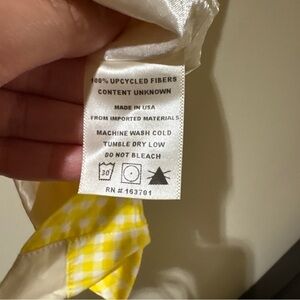 100% UPCYCLED FIBERS
CONTENT UNKNOWN
MADE IN USA
FROM IMPORTED MATERIALS
MACHINE WASH COLD
TUMBLE DRY LOW
DO NOT BLEACH
30
RN # 163701